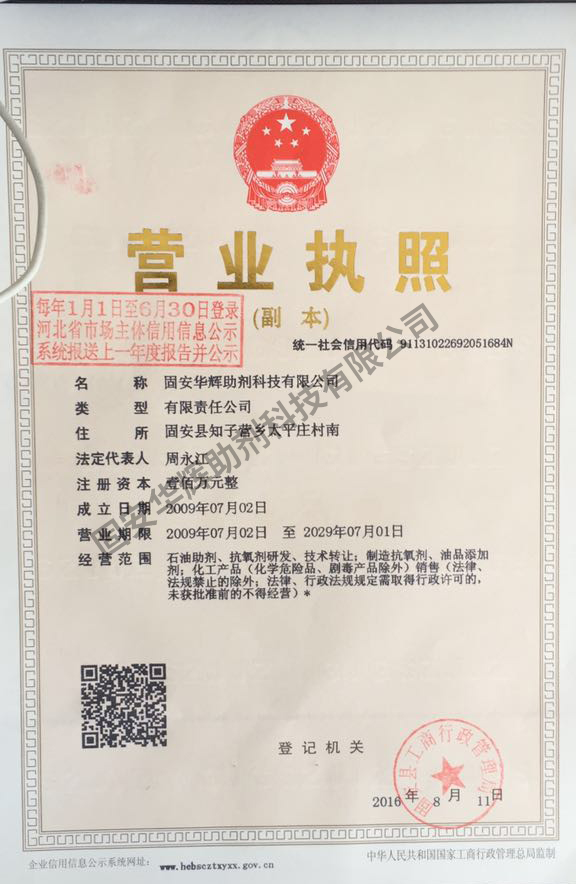 营业执照
(副 本)
每年1月1日至6月30日登录
河北省市场主体信用信息公示
系统报送上一年度报告并公示
统一社会信用代码 91131022692051684N
名 称 固安华辉助剂科技有限公司
类 型 有限责任公司
住 所 固安县知子营乡太平庄村南
法定代表人 周永江
注册资本 壹佰万元整
成立日期 2009年07月02日
营业期限 2009年07月02日 至 2029年07月01日
经营范围 石油助剂、抗氧剂研发、技术转让；制造抗氧剂、油品添加
剂；化工产品（化学危险品、剧毒产品除外）销售（法律、
法规禁止的除外；法律、行政法规规定需取得行政许可的，
未获批准前的不得经营）*
固安华辉助剂科技有限公司
登记机关
固安县工商行政管理局
2016 年 8 月 11 日
企业信用信息公示系统网址： www.hebscztxyxx.gov.cn
中华人民共和国国家工商行政管理总局监制